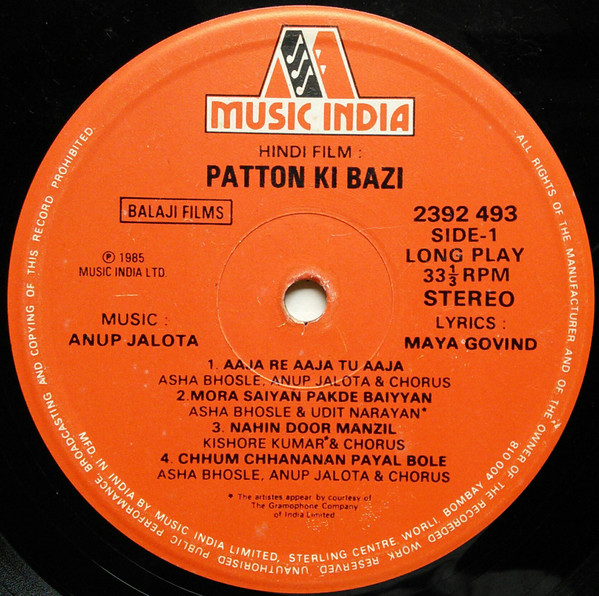 MUSIC INDIA
HINDI FILM :
PATTON KI BAZI
BALAJI FILMS
℗ 1985
MUSIC INDIA LTD.
2392 493
SIDE-1
LONG PLAY
33 1/3 RPM
STEREO
MUSIC :
ANUP JALOTA
LYRICS :
MAYA GOVIND
1. AAJA RE AAJA TU AAJA
ASHA BHOSLE, ANUP JALOTA & CHORUS
2. MORA SAIYAN PAKDE BAIYYAN
ASHA BHOSLE & UDIT NARAYAN*
3. NAHIN DOOR MANZIL
KISHORE KUMAR* & CHORUS
4. CHHUM CHHANANAN PAYAL BOLE
ASHA BHOSLE, ANUP JALOTA & CHORUS
* The artistes appear by courtesy of
The Gramophone Company
of India Limited
ALL RIGHTS OF THE MANUFACTURER AND OF THE OWNER OF THE RECORDED WORK RESERVED. UNAUTHORISED PUBLIC PERFORMANCE, BROADCASTING AND COPYING OF THIS RECORD PROHIBITED.
MFD. IN INDIA BY MUSIC INDIA LIMITED, STERLING CENTRE, WORLI, BOMBAY 400 018.